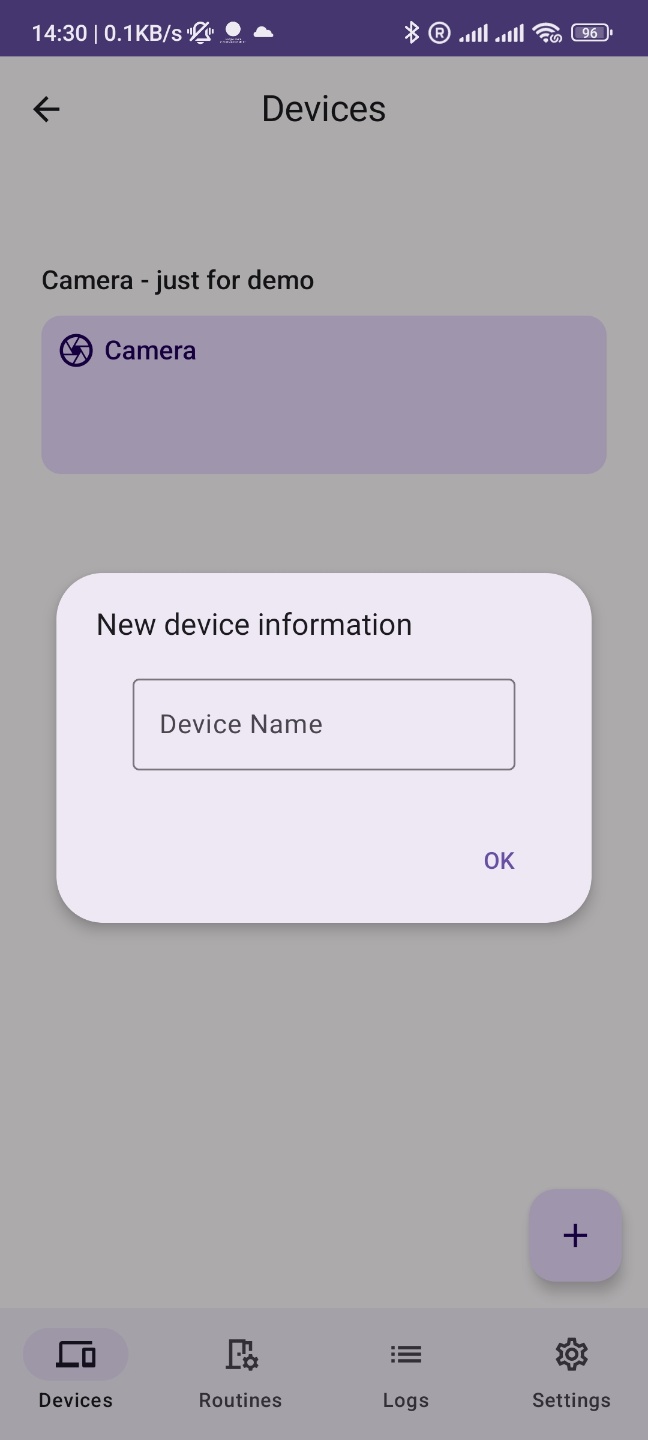 14:30 | 0.1KB/s
96
Devices
Camera - just for demo
Camera
New device information
Device Name
OK
Devices
Routines
Logs
Settings